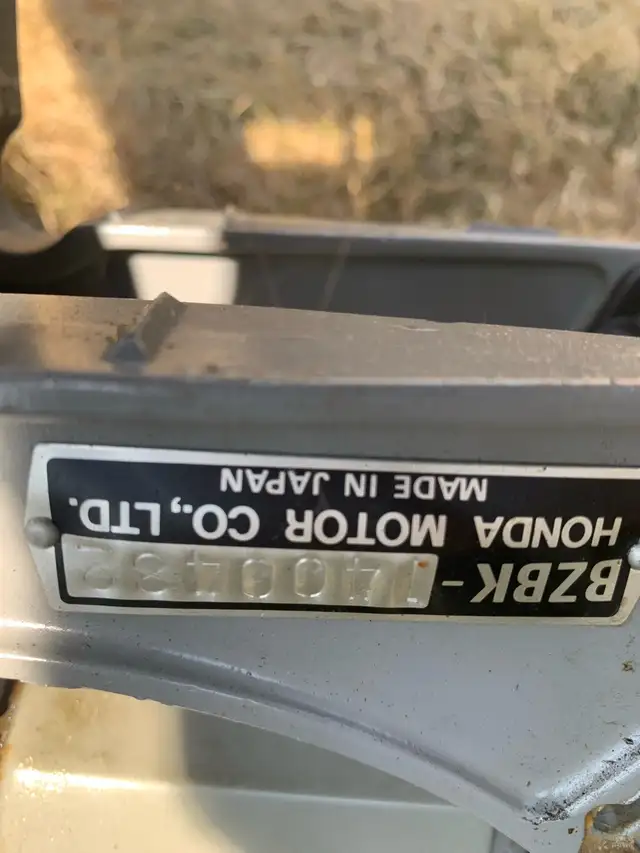 BZBK-1400432
HONDA MOTOR CO., LTD.
MADE IN JAPAN